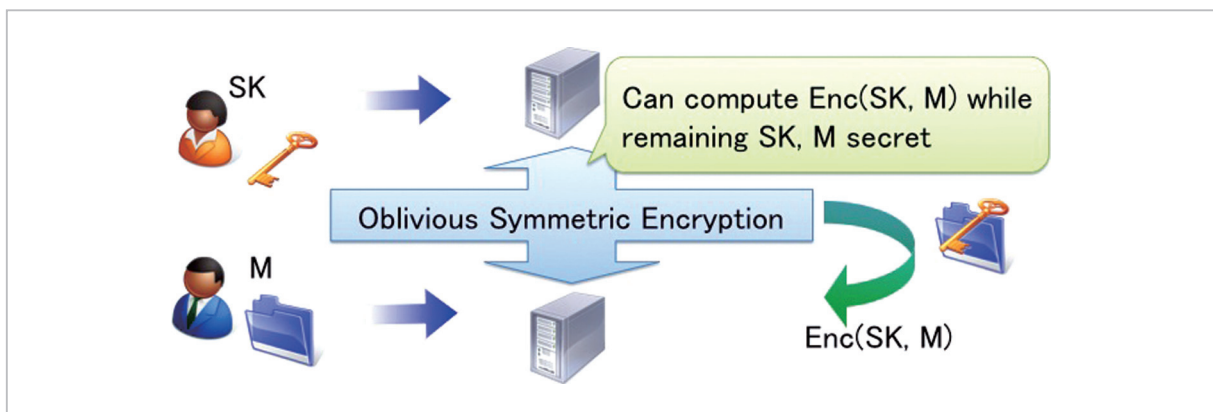 SK
Can compute Enc(SK, M) while
remaining SK, M secret
Oblivious Symmetric Encryption
M
Enc(SK, M)